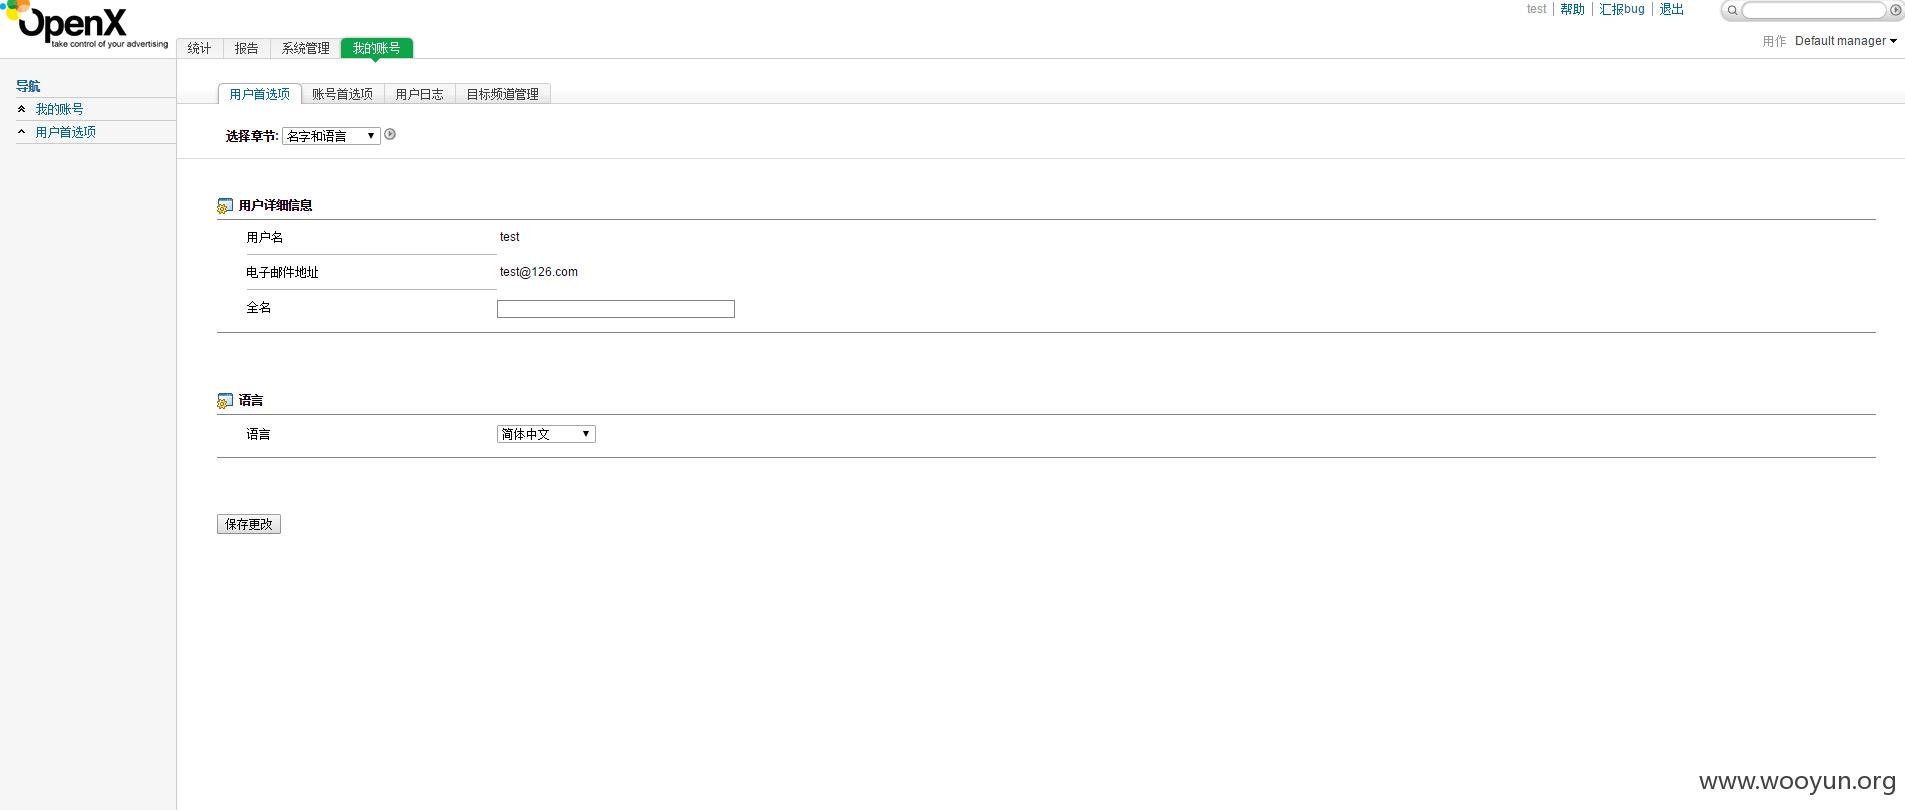 OpenX
take control of your advertising
test 帮助 汇报bug 退出
用作 Default manager
统计 报告 系统管理 我的账号
导航
我的账号
用户首选项
用户首选项 账号首选项 用户日志 目标频道管理
选择章节: 名字和语言
用户详细信息
用户名 test
电子邮件地址 test@126.com
全名
语言
语言 简体中文
保存更改
www.wooyun.org